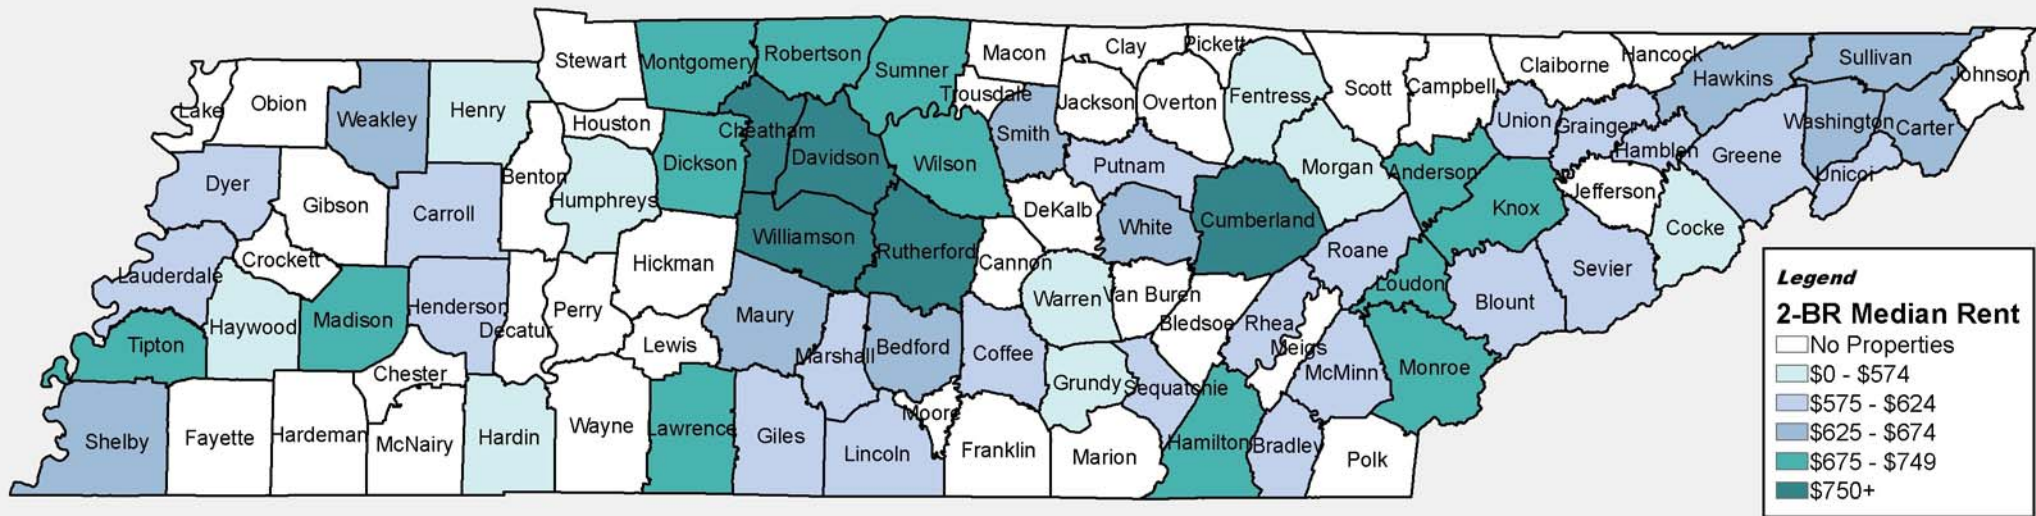 Stewart
Montgomery
Robertson
Sumner
Macon
Clay
Pickett
Scott
Campbell
Claiborne
Hancock
Hawkins
Sullivan
Johnson
Lake
Obion
Weakley
Henry
Houston
Cheatham
Davidson
Wilson
Trousdale
Smith
Jackson
Overton
Fentress
Morgan
Anderson
Union
Grainger
Hamblen
Greene
Washington
Carter
Unicoi
Dyer
Gibson
Carroll
Benton
Humphreys
Dickson
Putnam
DeKalb
White
Cumberland
Knox
Jefferson
Cocke
Lauderdale
Crockett
Haywood
Madison
Henderson
Decatur
Perry
Hickman
Williamson
Rutherford
Cannon
Warren
Van Buren
Bledsoe
Rhea
Roane
Loudon
Blount
Sevier
Tipton
Chester
Lewis
Maury
Marshall
Bedford
Coffee
Grundy
Sequatchie
Meigs
McMinn
Monroe
Shelby
Fayette
Hardeman
McNairy
Hardin
Wayne
Lawrence
Giles
Lincoln
Moore
Franklin
Marion
Hamilton
Bradley
Polk
Legend
2-BR Median Rent
No Properties
$0 - $574
$575 - $624
$625 - $674
$675 - $749
$750+